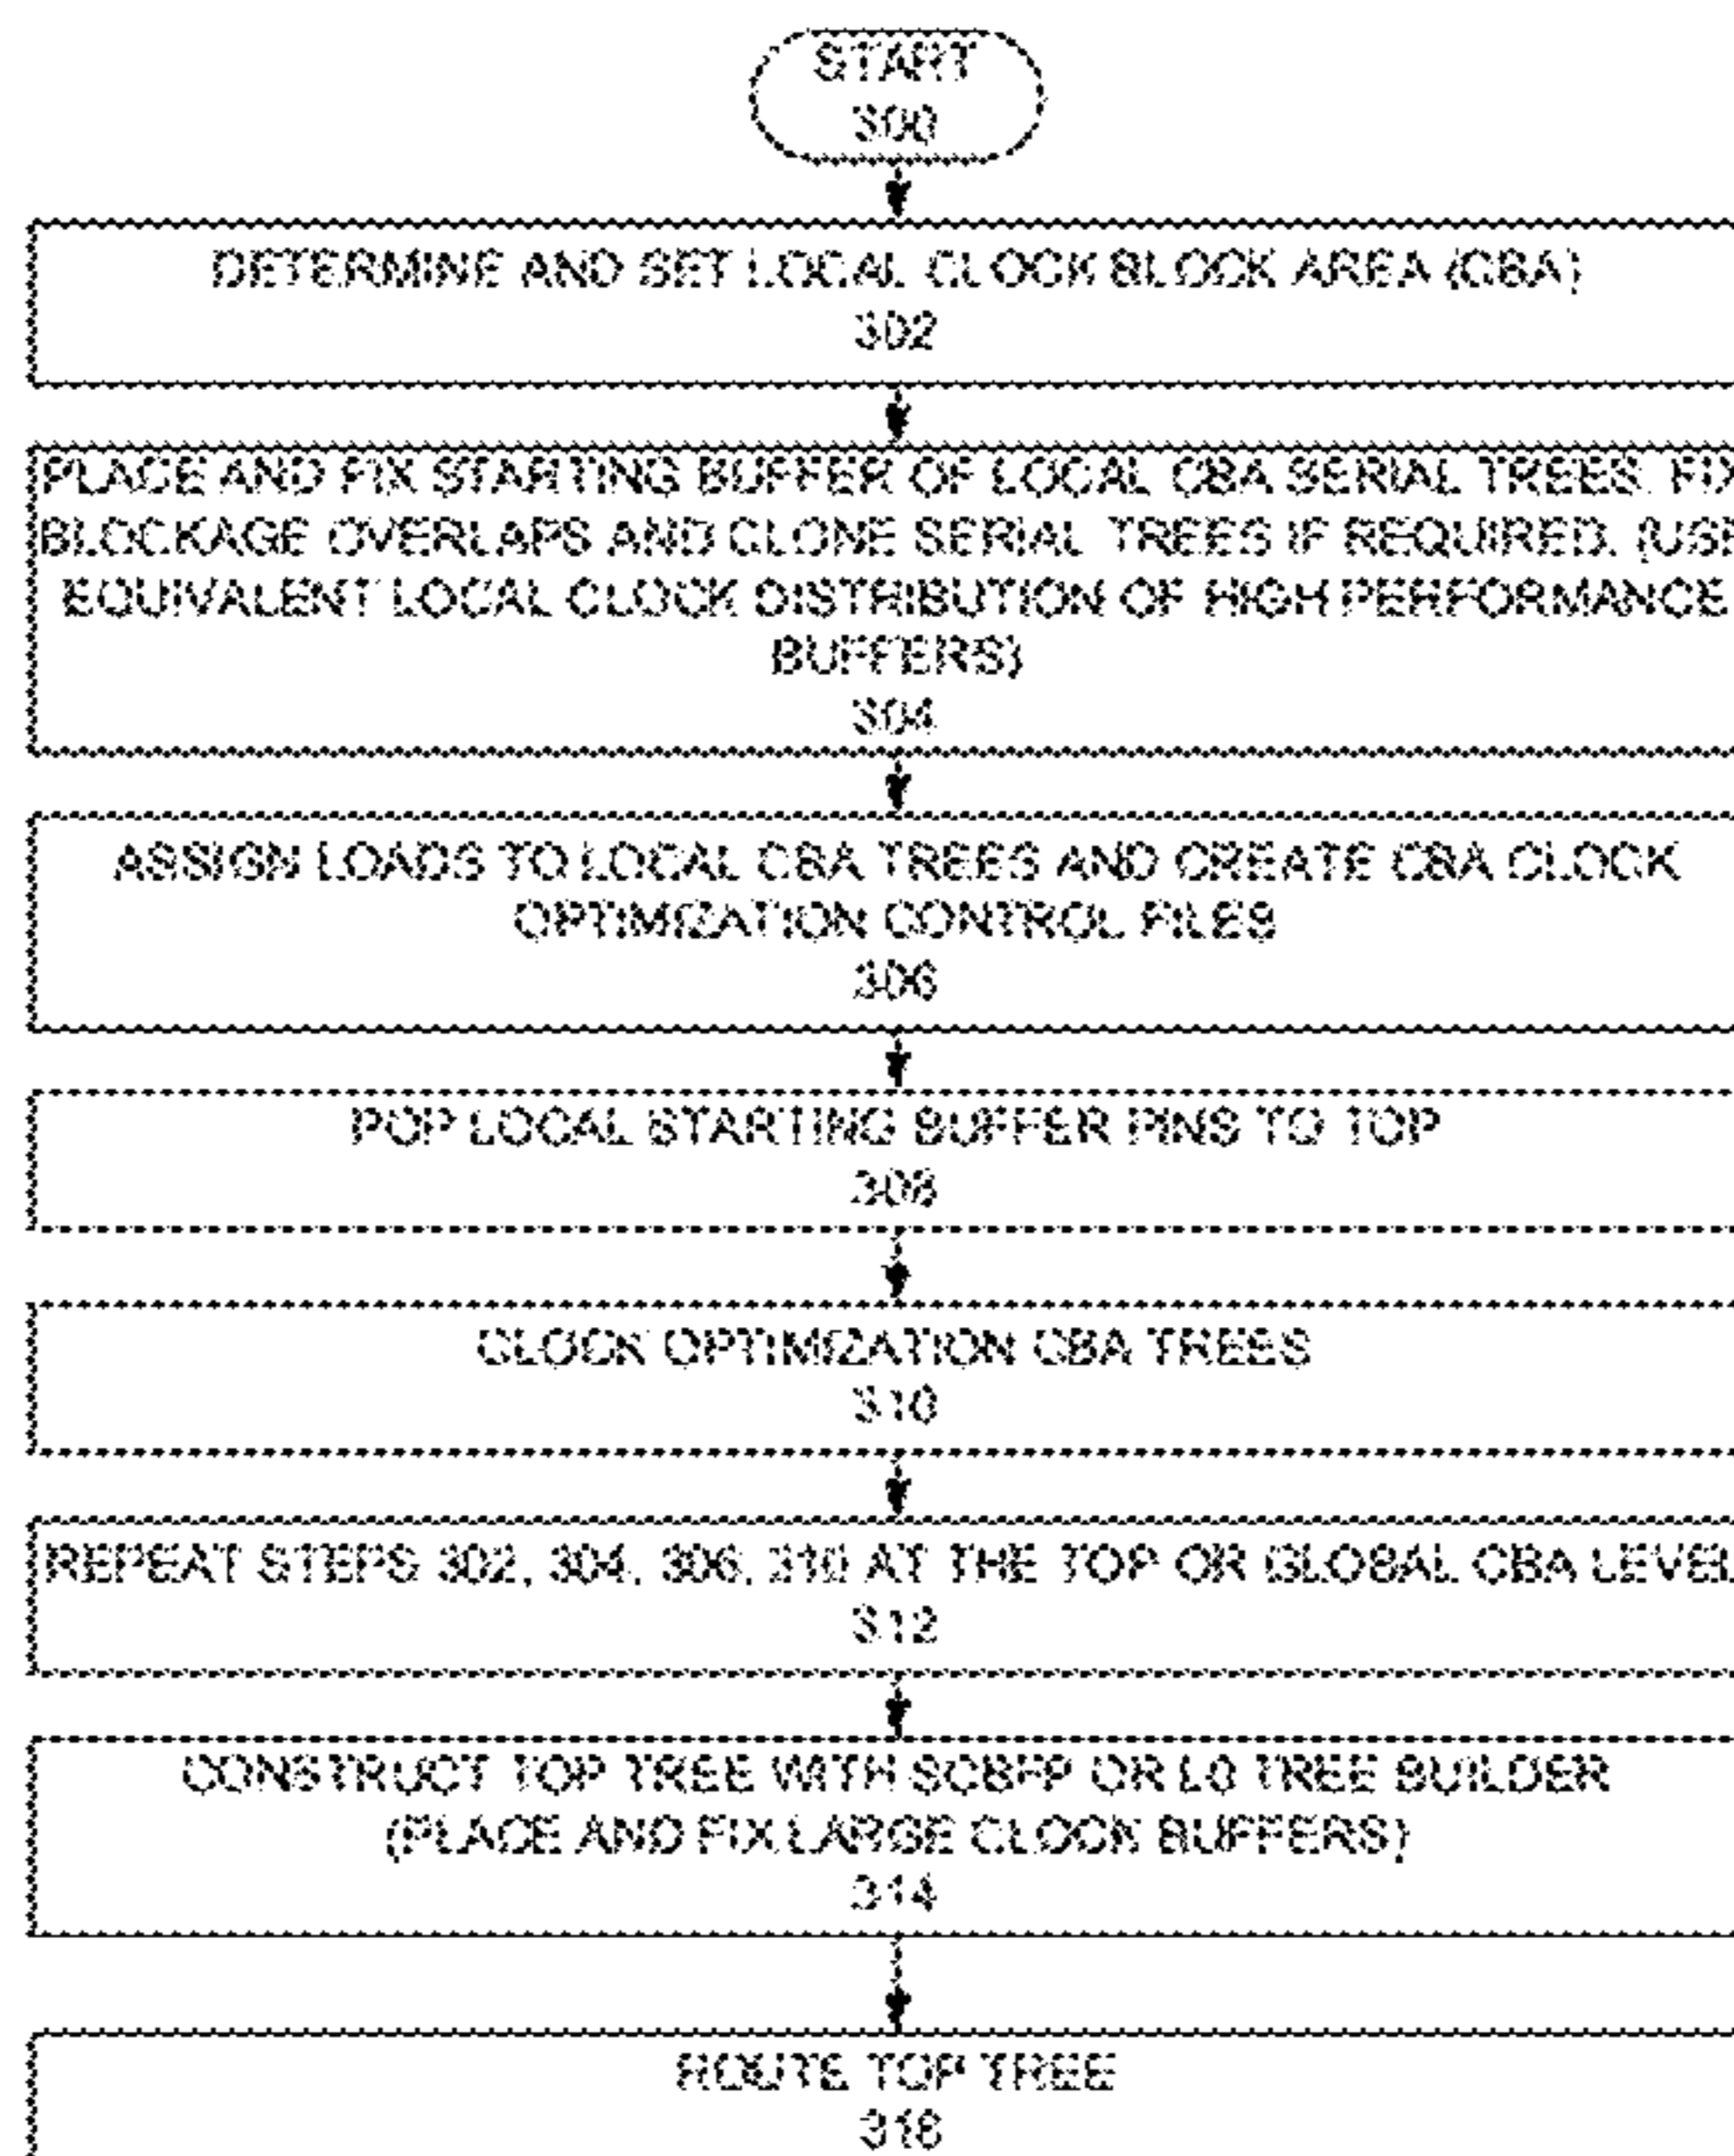 START
300
DETERMINE AND SET LOCAL CLOCK BLOCK AREA (CBA)
302
PLACE AND FIX STARTING BUFFER OF LOCAL CBA SERIAL TREES. FIX
BLOCKAGE OVERLAPS AND CLONE SERIAL TREES IF REQUIRED. (USE
EQUIVALENT LOCAL CLOCK DISTRIBUTION OF HIGH PERFORMANCE
BUFFERS)
304
ASSIGN LOADS TO LOCAL CBA TREES AND CREATE CBA CLOCK
OPTIMIZATION CONTROL FILES
306
POP LOCAL STARTING BUFFER PINS TO TOP
308
CLOCK OPTIMIZATION CBA TREES
310
REPEAT STEPS 302, 304, 306, 310 AT THE TOP OR GLOBAL CBA LEVEL
312
CONSTRUCT TOP TREE WITH SCBFP OR L0 TREE BUILDER
(PLACE AND FIX LARGE CLOCK BUFFERS)
314
ROUTE TOP TREE
316